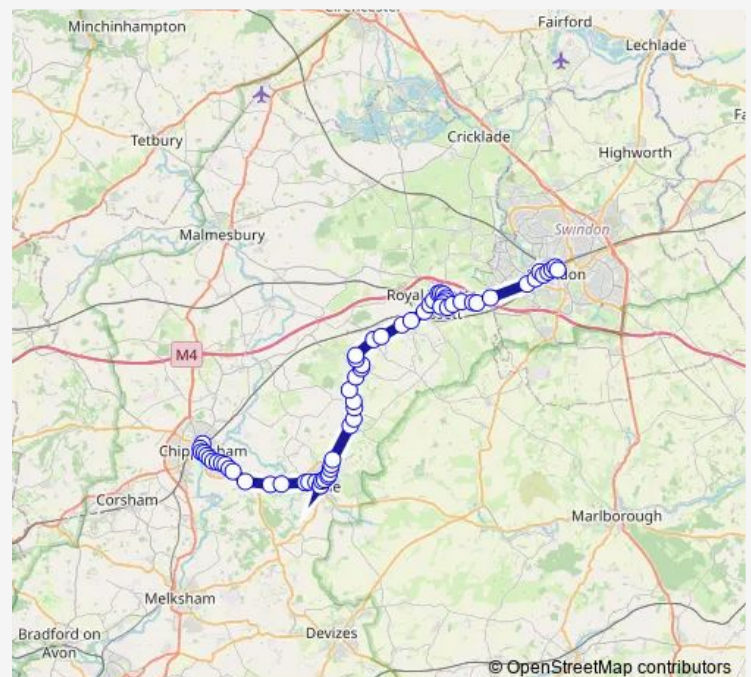 Minchinhampton
Fairford
Lechlade
Tetbury
Cricklade
Highworth
Malmesbury
Swindon
Royal
M4
Corsham
Marlborough
Melksham
Devizes
Bradford on
Avon
© OpenStreetMap contributors